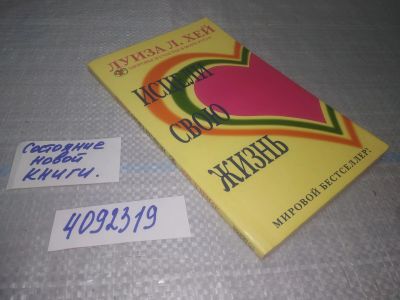 ЛУИЗА Л. ХЕЙ
ИСЦЕЛИ
СВОЮ
ЖИЗНЬ
МИРОВОЙ БЕСТСЕЛЛЕР!
Состояние
новой
книги.
4092319